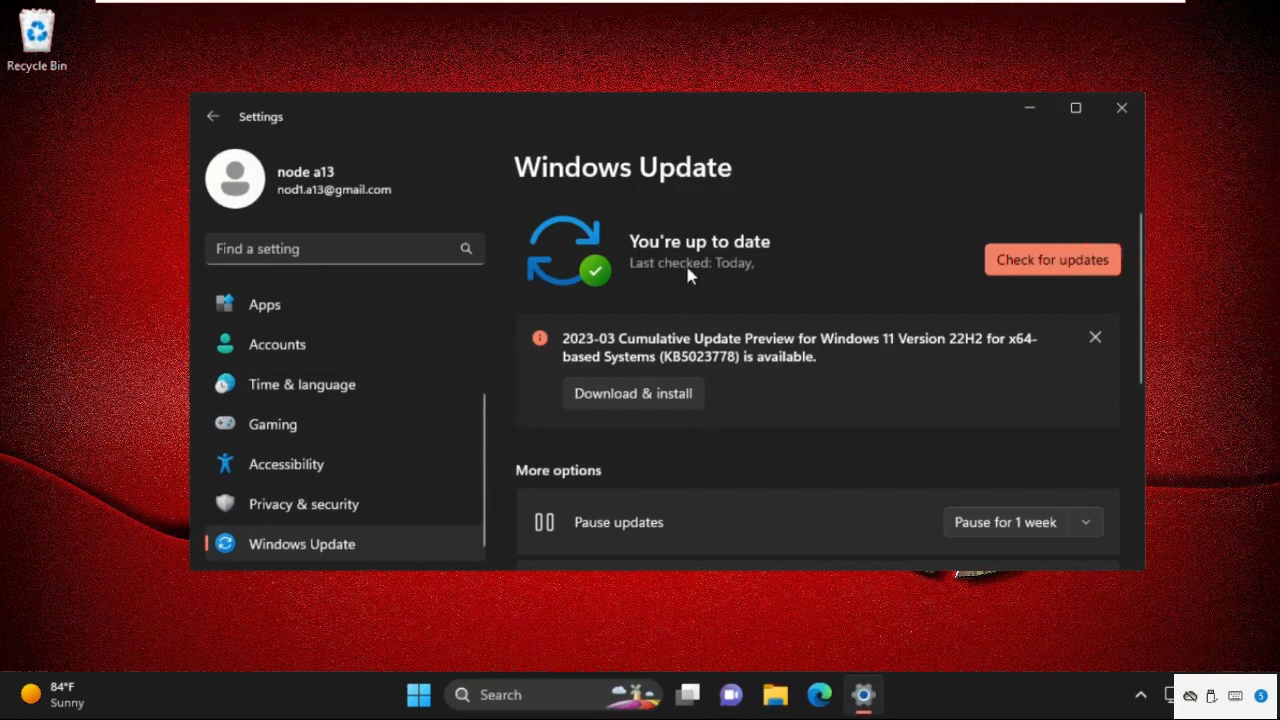 Recycle Bin
Settings
node a13
nod1.a13@gmail.com
Find a setting
Apps
Accounts
Time & language
Gaming
Accessibility
Privacy & security
Windows Update
Windows Update
You're up to date
Last checked: Today,
Check for updates
2023-03 Cumulative Update Preview for Windows 11 Version 22H2 for x64-
based Systems (KB5023778) is available.
Download & install
More options
Pause updates
Pause for 1 week
84°F
Sunny
Search
5